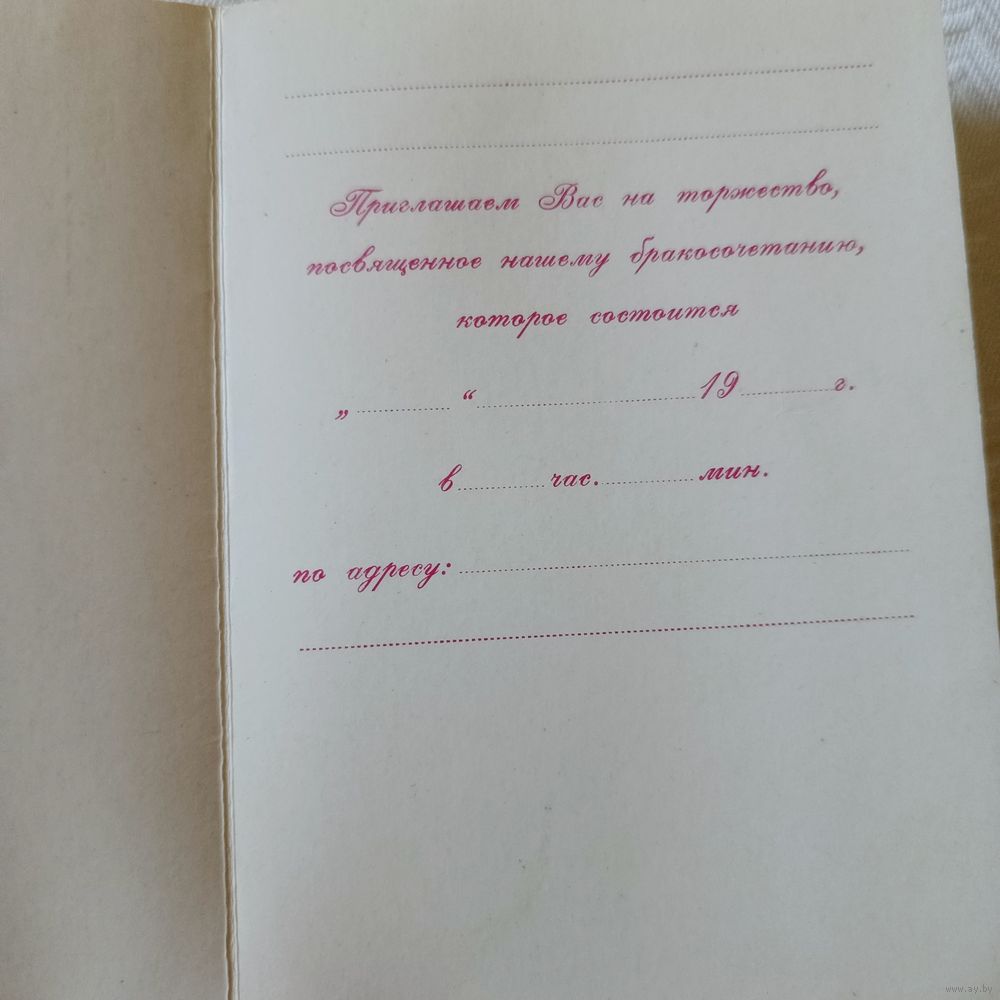 Приглашаем Вас на торжество,
посвященное нашему бракосочетанию,
которое состоится
„ “ 19 г.
в час. мин.
по адресу:
www.ay.by